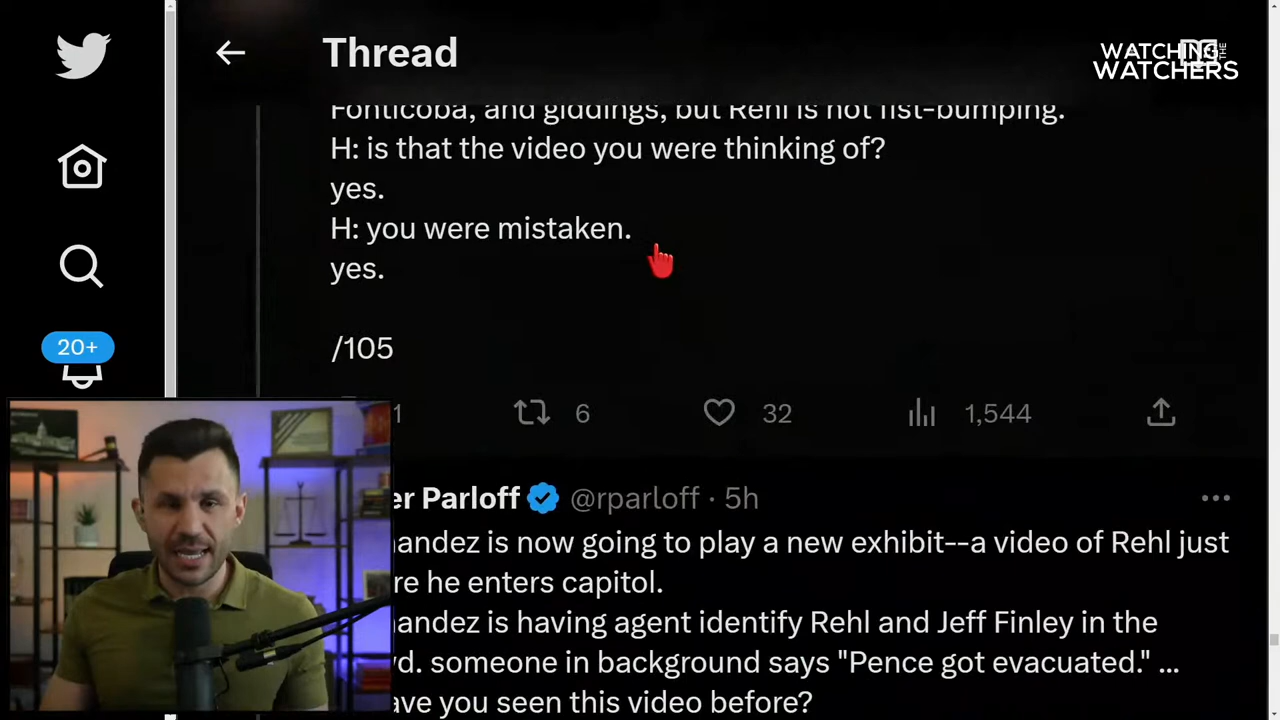 Thread
WATCHING THE
WATCHERS
Fonticoba, and giddings, but Rehl is not fist-bumping.
H: is that the video you were thinking of?
yes.
H: you were mistaken.
yes.
/105
20+
1 6 32 1,544
er Parloff @rparloff · 5h
nandez is now going to play a new exhibit--a video of Rehl just
re he enters capitol.
nandez is having agent identify Rehl and Jeff Finley in the
d. someone in background says "Pence got evacuated." ...
ave you seen this video before?